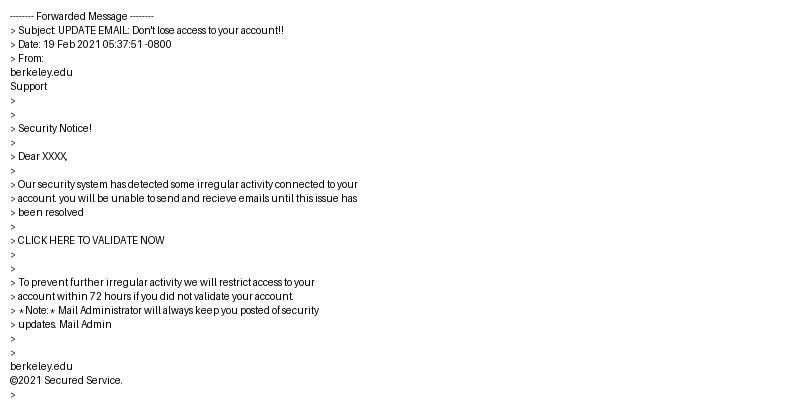 -------- Forwarded Message --------
> Subject: UPDATE EMAIL: Don't lose access to your account!!
> Date: 19 Feb 2021 05:37:51 -0800
> From:
berkeley.edu
Support
>
>
> Security Notice!
>
> Dear XXXX,
>
> Our security system has detected some irregular activity connected to your
> account. you will be unable to send and recieve emails until this issue has
> been resolved
>
> CLICK HERE TO VALIDATE NOW
>
>
> To prevent further irregular activity we will restrict access to your
> account within 72 hours if you did not validate your account.
> *Note:* Mail Administrator will always keep you posted of security
> updates. Mail Admin
>
>
berkeley.edu
©2021 Secured Service.
>